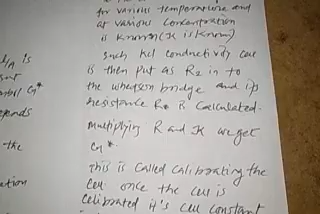 for various temperature and
at various concentration
is known (K is known)
Such kcl conductivity cell
is then put as R2 in to
the wheatson bridge and its
resistance R is calculated.
multiplying R and K we get
G*.
This is called calibrating the
cell once the cell is
calibrated it's cell constant
the